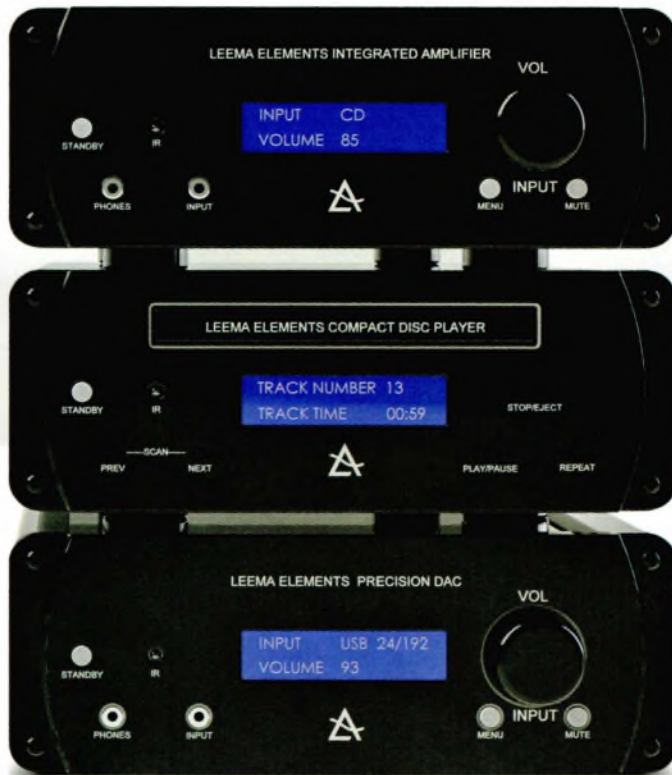 LEEMA ELEMENTS INTEGRATED AMPLIFIER
VOL
INPUT CD
VOLUME 85
STANDBY
IR
PHONES
INPUT
MENU
INPUT
MUTE
LEEMA ELEMENTS COMPACT DISC PLAYER
TRACK NUMBER 13
TRACK TIME 00:59
STANDBY
IR
STOP/EJECT
SCAN
PREV
NEXT
PLAY/PAUSE
REPEAT
LEEMA ELEMENTS PRECISION DAC
VOL
INPUT USB 24/192
VOLUME 93
STANDBY
IR
PHONES
INPUT
MENU
INPUT
MUTE